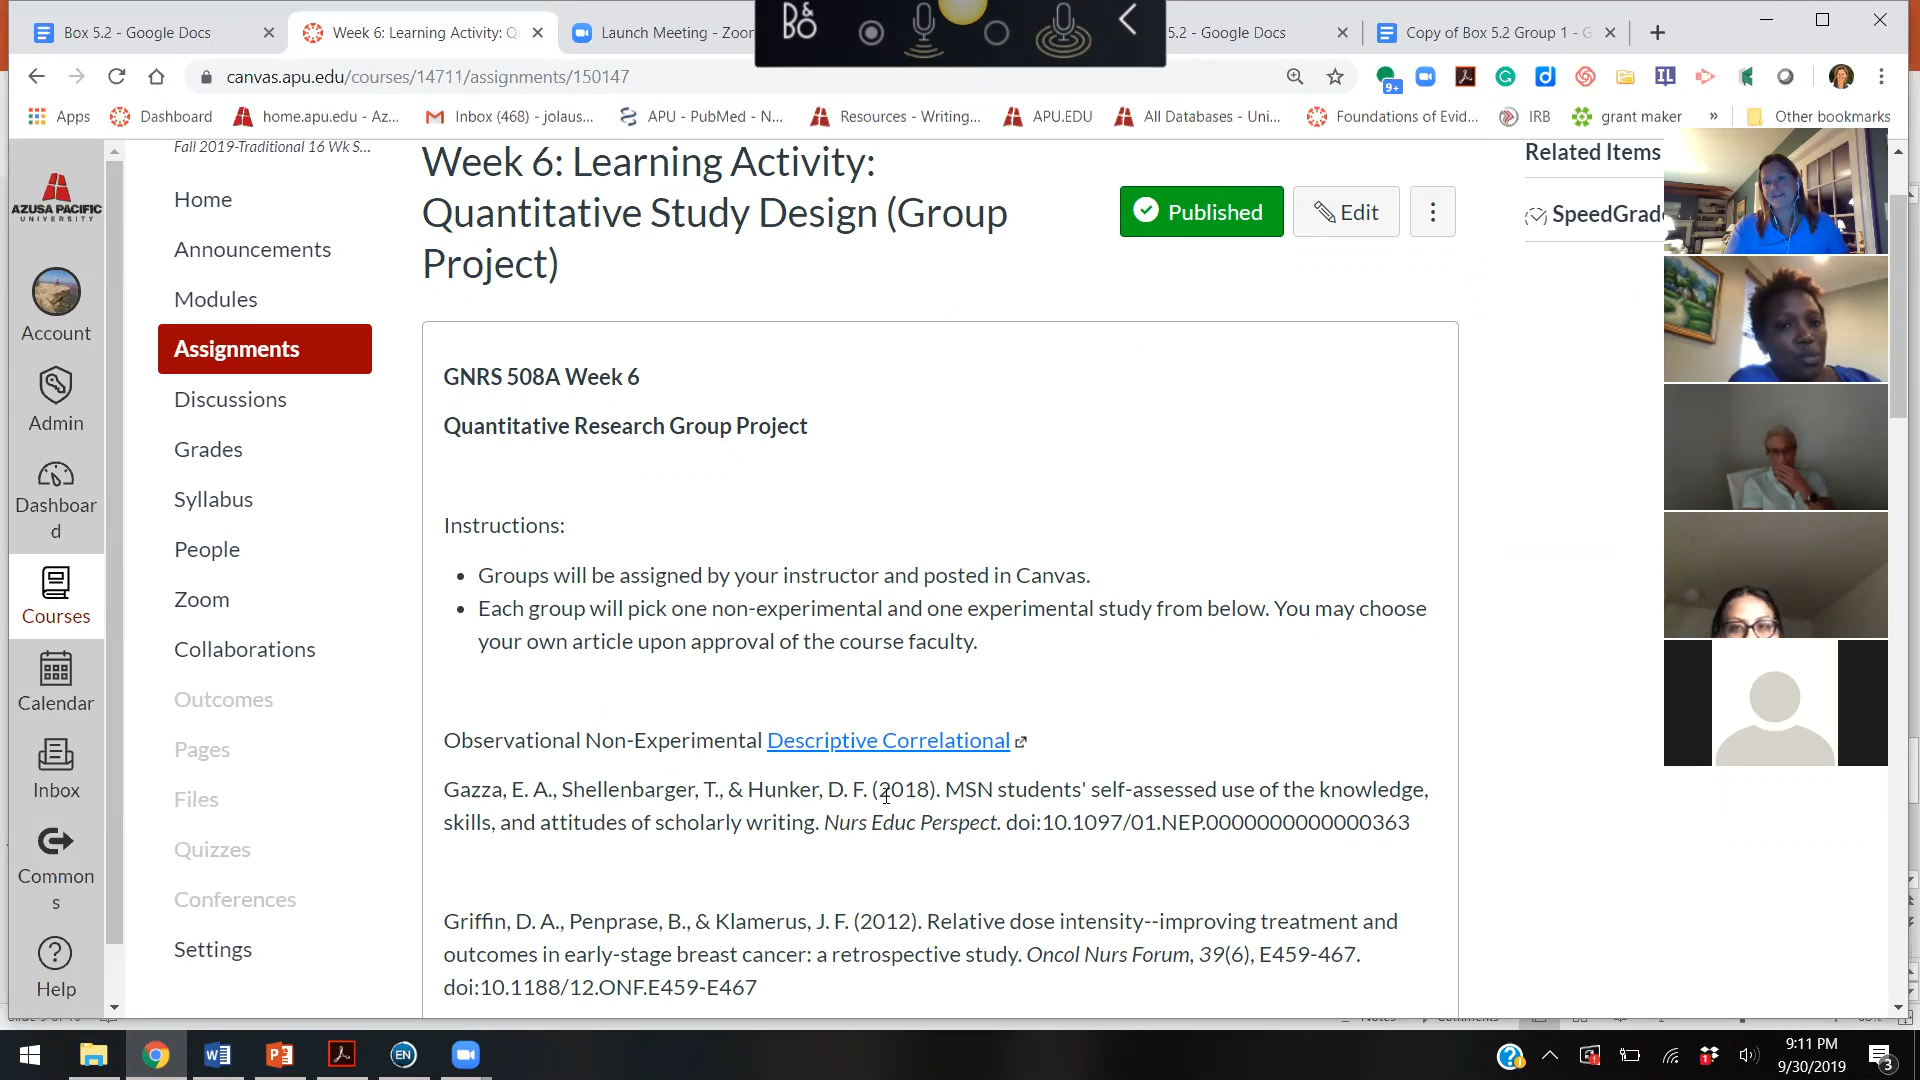 Box 5.2 - Google Docs
Week 6: Learning Activity: Q
Launch Meeting - Zoo
B&O
5.2 - Google Docs
Copy of Box 5.2 Group 1 - G
canvas.apu.edu/courses/14711/assignments/150147
9+
IL
Apps
Dashboard
home.apu.edu - Az...
Inbox (468) - jolaus...
APU - PubMed - N...
Resources - Writing...
APU.EDU
All Databases - Uni...
Foundations of Evid...
IRB
grant maker
»
Other bookmarks
AZUSA PACIFIC
UNIVERSITY
Account
Admin
Dashboar
d
Courses
Calendar
Inbox
Common
s
Help
Fall 2019-Traditional 16 Wk S...
Home
Announcements
Modules
Assignments
Discussions
Grades
Syllabus
People
Zoom
Collaborations
Outcomes
Pages
Files
Quizzes
Conferences
Settings
Week 6: Learning Activity:
Quantitative Study Design (Group
Project)
Published
Edit
Related Items
SpeedGrad
GNRS 508A Week 6
Quantitative Research Group Project
Instructions:
• Groups will be assigned by your instructor and posted in Canvas.
• Each group will pick one non-experimental and one experimental study from below. You may choose
your own article upon approval of the course faculty.
Observational Non-Experimental Descriptive Correlational
Gazza, E. A., Shellenbarger, T., & Hunker, D. F. (2018). MSN students' self-assessed use of the knowledge,
skills, and attitudes of scholarly writing. Nurs Educ Perspect. doi:10.1097/01.NEP.0000000000000363
Griffin, D. A., Penprase, B., & Klamerus, J. F. (2012). Relative dose intensity--improving treatment and
outcomes in early-stage breast cancer: a retrospective study. Oncol Nurs Forum, 39(6), E459-467.
doi:10.1188/12.ONF.E459-E467
EN
9:11 PM
9/30/2019
3